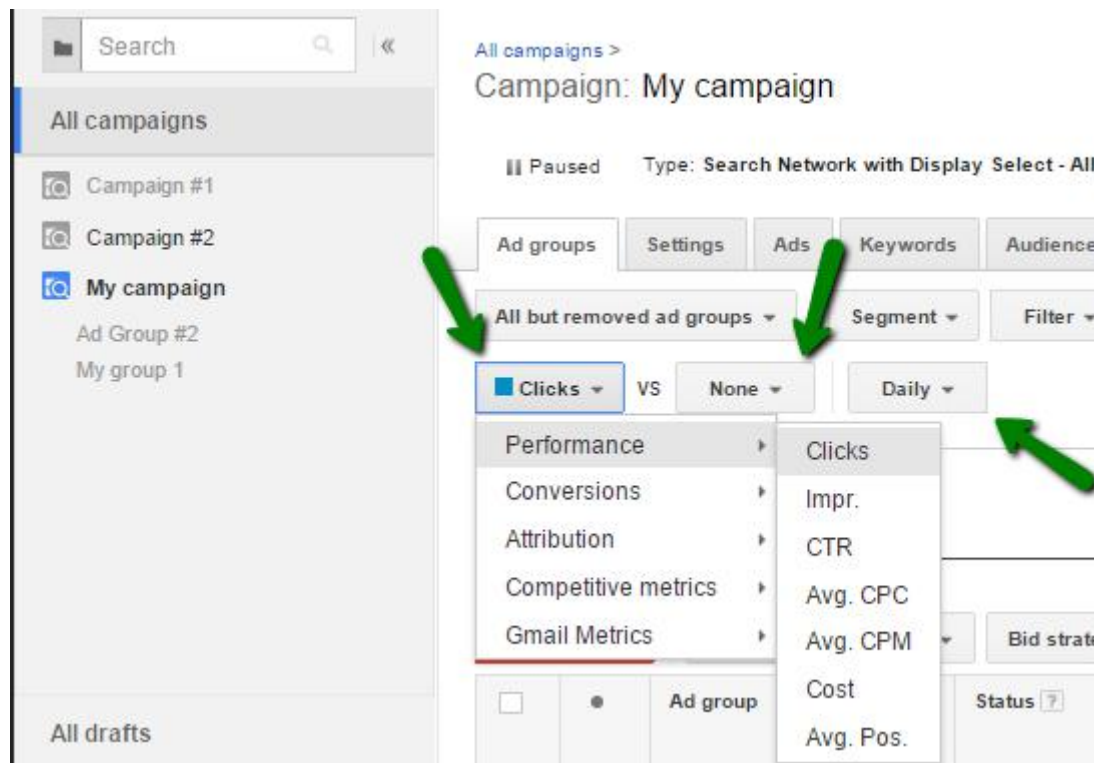 Search
«
All campaigns
Campaign #1
Campaign #2
My campaign
Ad Group #2
My group 1
All drafts
All campaigns >
Campaign: My campaign
Paused Type: Search Network with Display Select - All
Ad groups Settings Ads Keywords Audience
All but removed ad groups Segment Filter
Clicks VS None Daily
Performance
Conversions
Attribution
Competitive metrics
Gmail Metrics
Clicks
Impr.
CTR
Avg. CPC
Avg. CPM
Cost
Avg. Pos.
Bid strate
Ad group Status ?